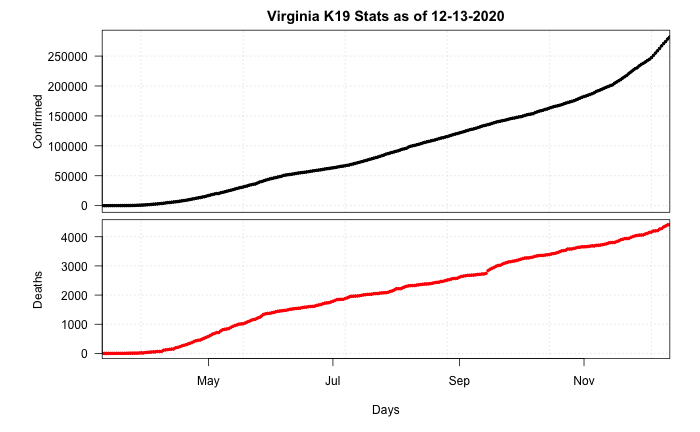 Virginia K19 Stats as of 12-13-2020
Confirmed
250000
200000
150000
100000
50000
0
Deaths
4000
3000
2000
1000
0
May Jul Sep Nov
Days